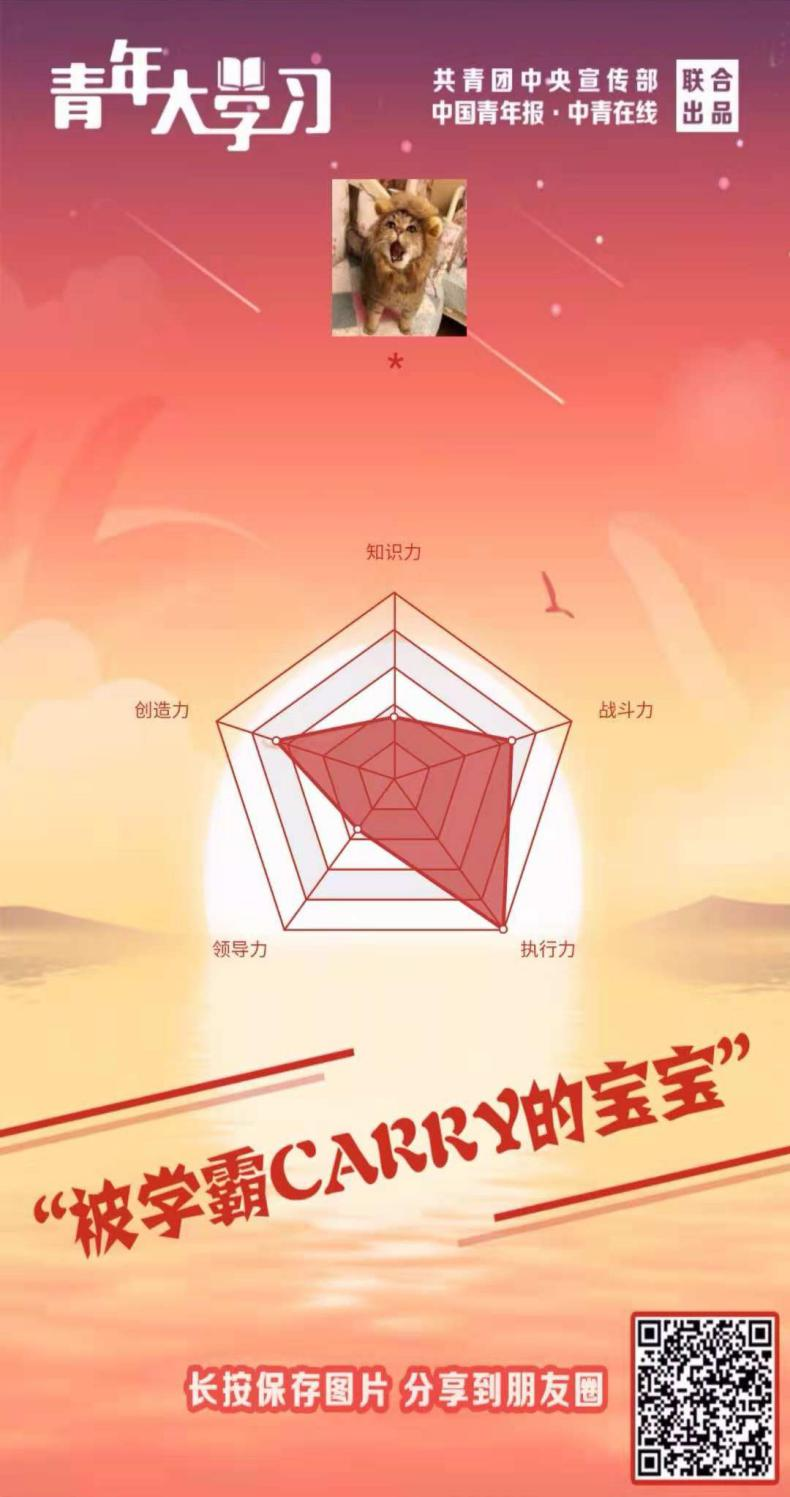 青年大学习
共青团中央宣传部
中国青年报·中青在线
联合
出品
*
知识力
创造力
战斗力
领导力
执行力
“被学霸CARRY的宝宝”
长按保存图片 分享到朋友圈